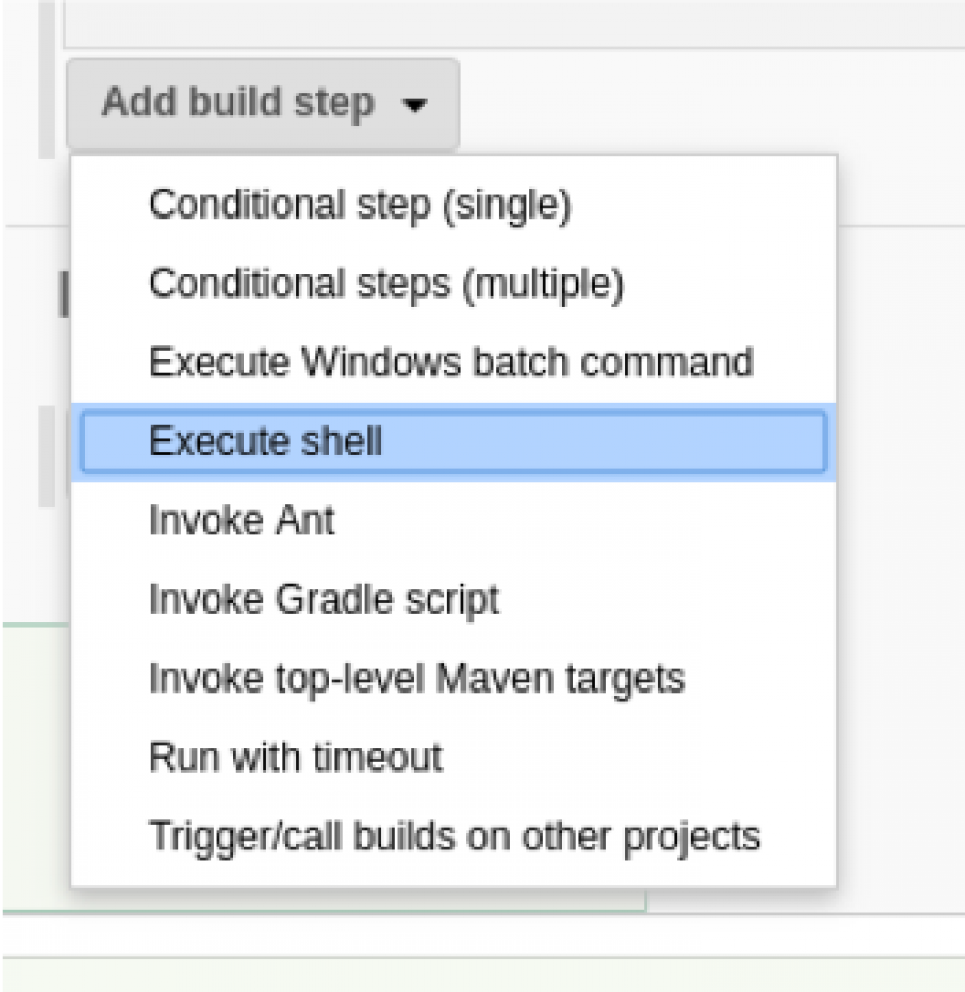 Add build step
Conditional step (single)
Conditional steps (multiple)
Execute Windows batch command
Execute shell
Invoke Ant
Invoke Gradle script
Invoke top-level Maven targets
Run with timeout
Trigger/call builds on other projects